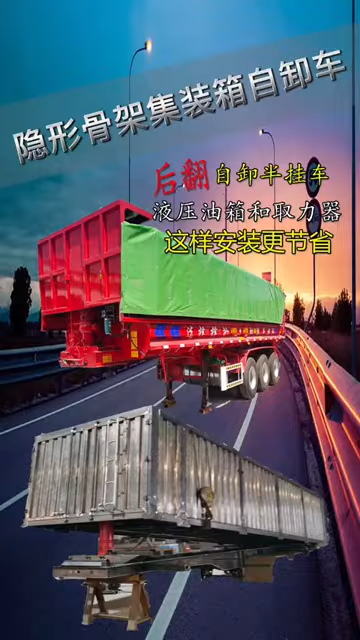 隐形骨架集装箱自卸车
后翻自卸半挂车
液压油箱和取力器
这样安装更节省